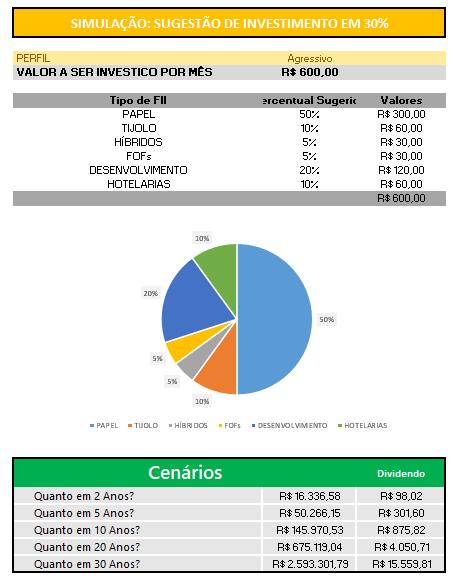 SIMULAÇÃO: SUGESTÃO DE INVESTIMENTO EM 30%
PERFIL Agressivo
VALOR A SER INVESTICO POR MÊS R$ 600,00
Tipo de FII ercentual Sugeric Valores
PAPEL 50% R$ 300,00
TIJOLO 10% R$ 60,00
HÍBRIDOS 5% R$ 30,00
FOFs 5% R$ 30,00
DESENVOLVIMENTO 20% R$ 120,00
HOTELARIAS 10% R$ 60,00
R$ 600,00
10%
20%
50%
5%
5%
10%
PAPEL TIJOLO HÍBRIDOS FOFs DESENVOLVIMENTO HOTELARIAS
Cenários Dividendo
Quanto em 2 Anos? R$ 16.336,58 R$ 98,02
Quanto em 5 Anos? R$ 50.266,15 R$ 301,60
Quanto em 10 Anos? R$ 145.970,53 R$ 875,82
Quanto em 20 Anos? R$ 675.119,04 R$ 4.050,71
Quanto em 30 Anos? R$ 2.593.301,79 R$ 15.559,81